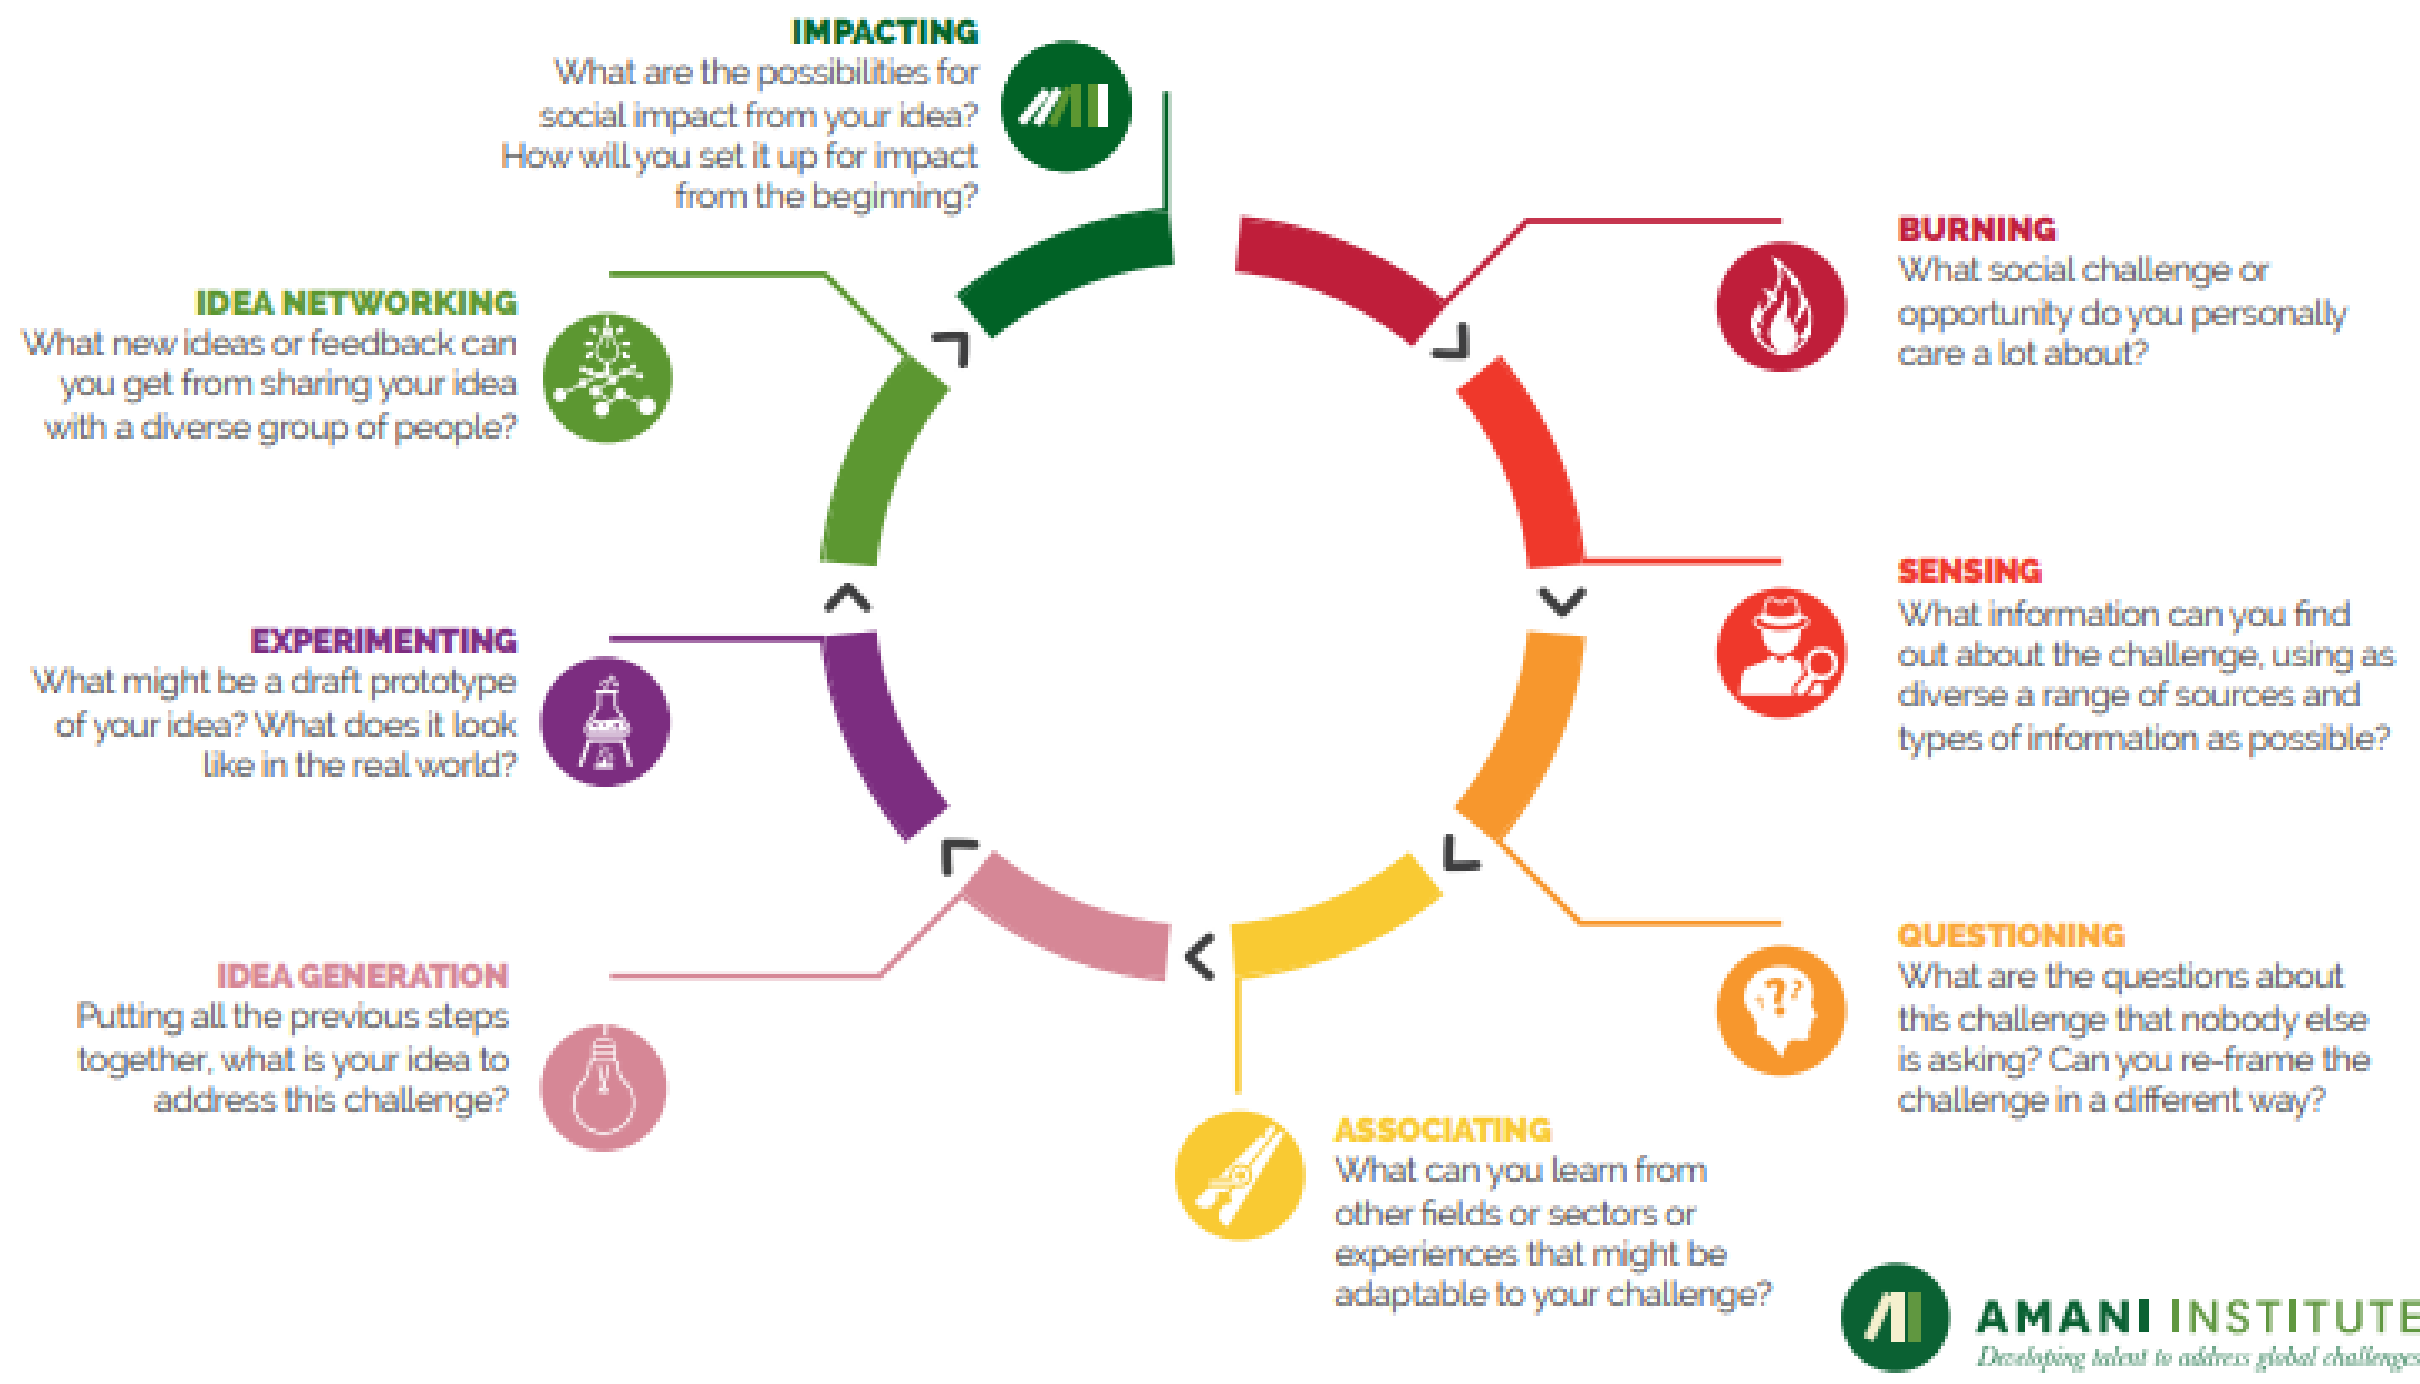 IMPACTING
What are the possibilities for
social impact from your idea?
How will you set it up for impact
from the beginning?
BURNING
What social challenge or
opportunity do you personally
care a lot about?
SENSING
What information can you find
out about the challenge, using as
diverse a range of sources and
types of information as possible?
QUESTIONING
What are the questions about
this challenge that nobody else
is asking? Can you re-frame the
challenge in a different way?
ASSOCIATING
What can you learn from
other fields or sectors or
experiences that might be
adaptable to your challenge?
IDEA GENERATION
Putting all the previous steps
together, what is your idea to
address this challenge?
EXPERIMENTING
What might be a draft prototype
of your idea? What does it look
like in the real world?
IDEA NETWORKING
What new ideas or feedback can
you get from sharing your idea
with a diverse group of people?
AMANI INSTITUTE
Developing talent to address global challenges